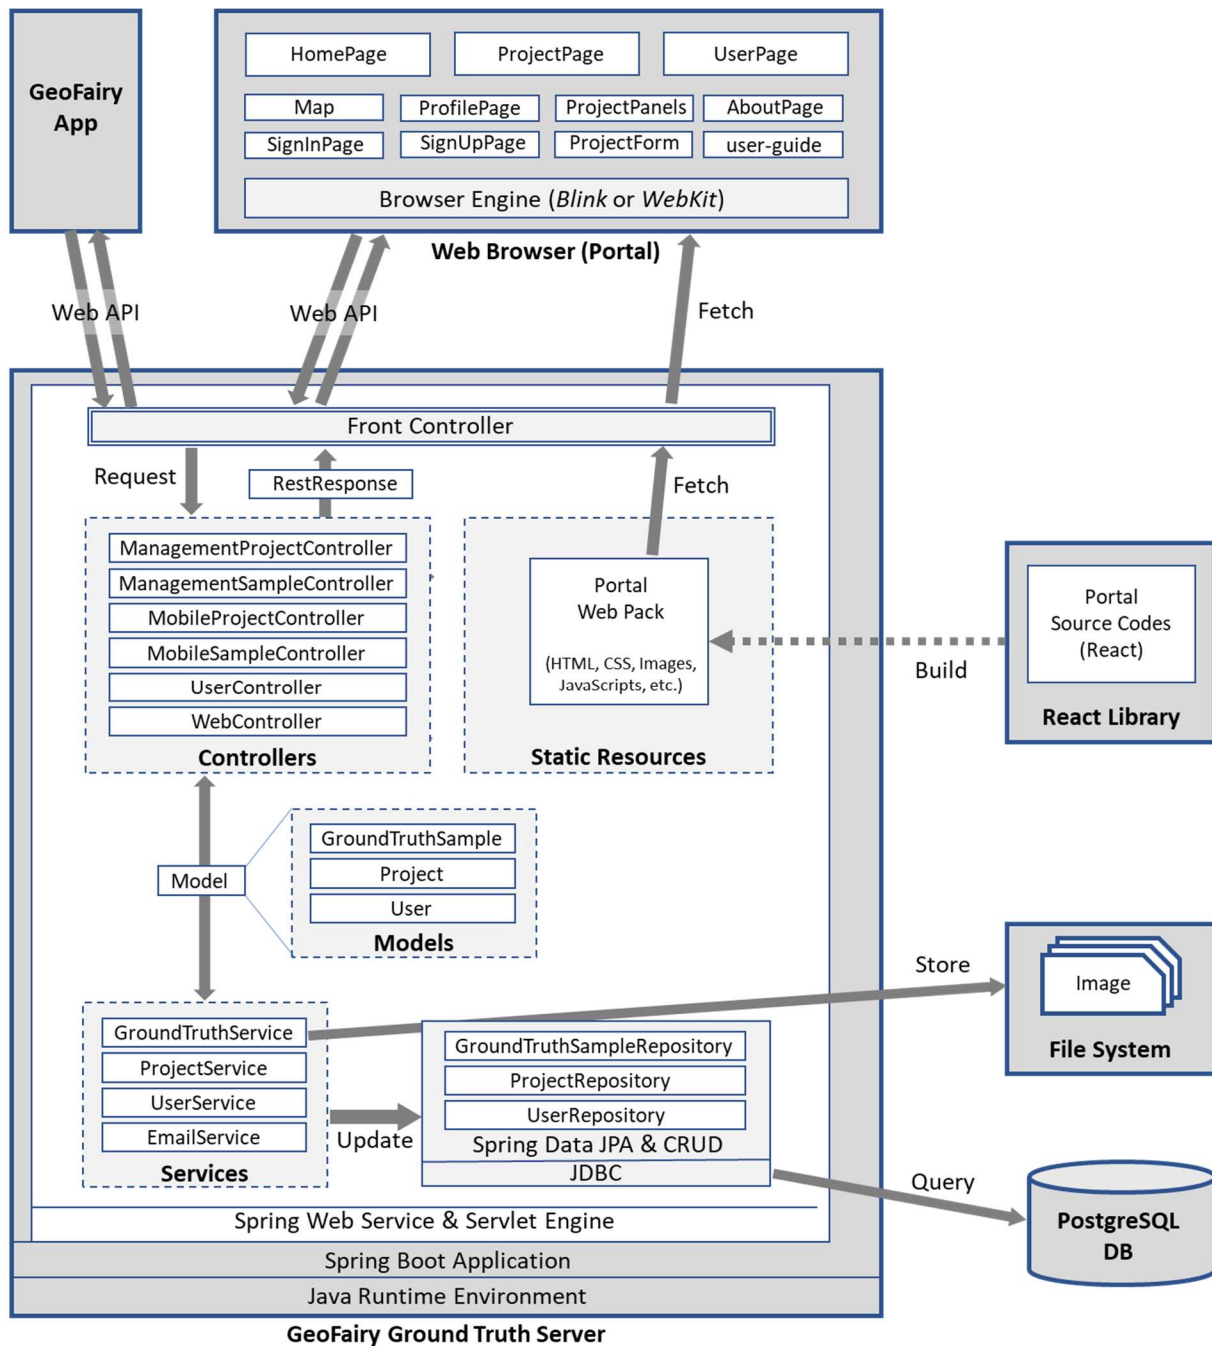 GeoFairy
App
HomePage
ProjectPage
UserPage
Map
ProfilePage
ProjectPanels
AboutPage
SignInPage
SignUpPage
ProjectForm
user-guide
Browser Engine (Blink or WebKit)
Web Browser (Portal)
Web API
Web API
Fetch
Front Controller
Request
RestResponse
Fetch
ManagementProjectController
ManagementSampleController
MobileProjectController
MobileSampleController
UserController
WebController
Controllers
Portal
Web Pack
(HTML, CSS, Images,
JavaScripts, etc.)
Static Resources
Build
Portal
Source Codes
(React)
React Library
Model
GroundTruthSample
Project
User
Models
Store
Image
File System
GroundTruthService
ProjectService
UserService
EmailService
Services
Update
GroundTruthSampleRepository
ProjectRepository
UserRepository
Spring Data JPA & CRUD
JDBC
Query
PostgreSQL
DB
Spring Web Service & Servlet Engine
Spring Boot Application
Java Runtime Environment
GeoFairy Ground Truth Server